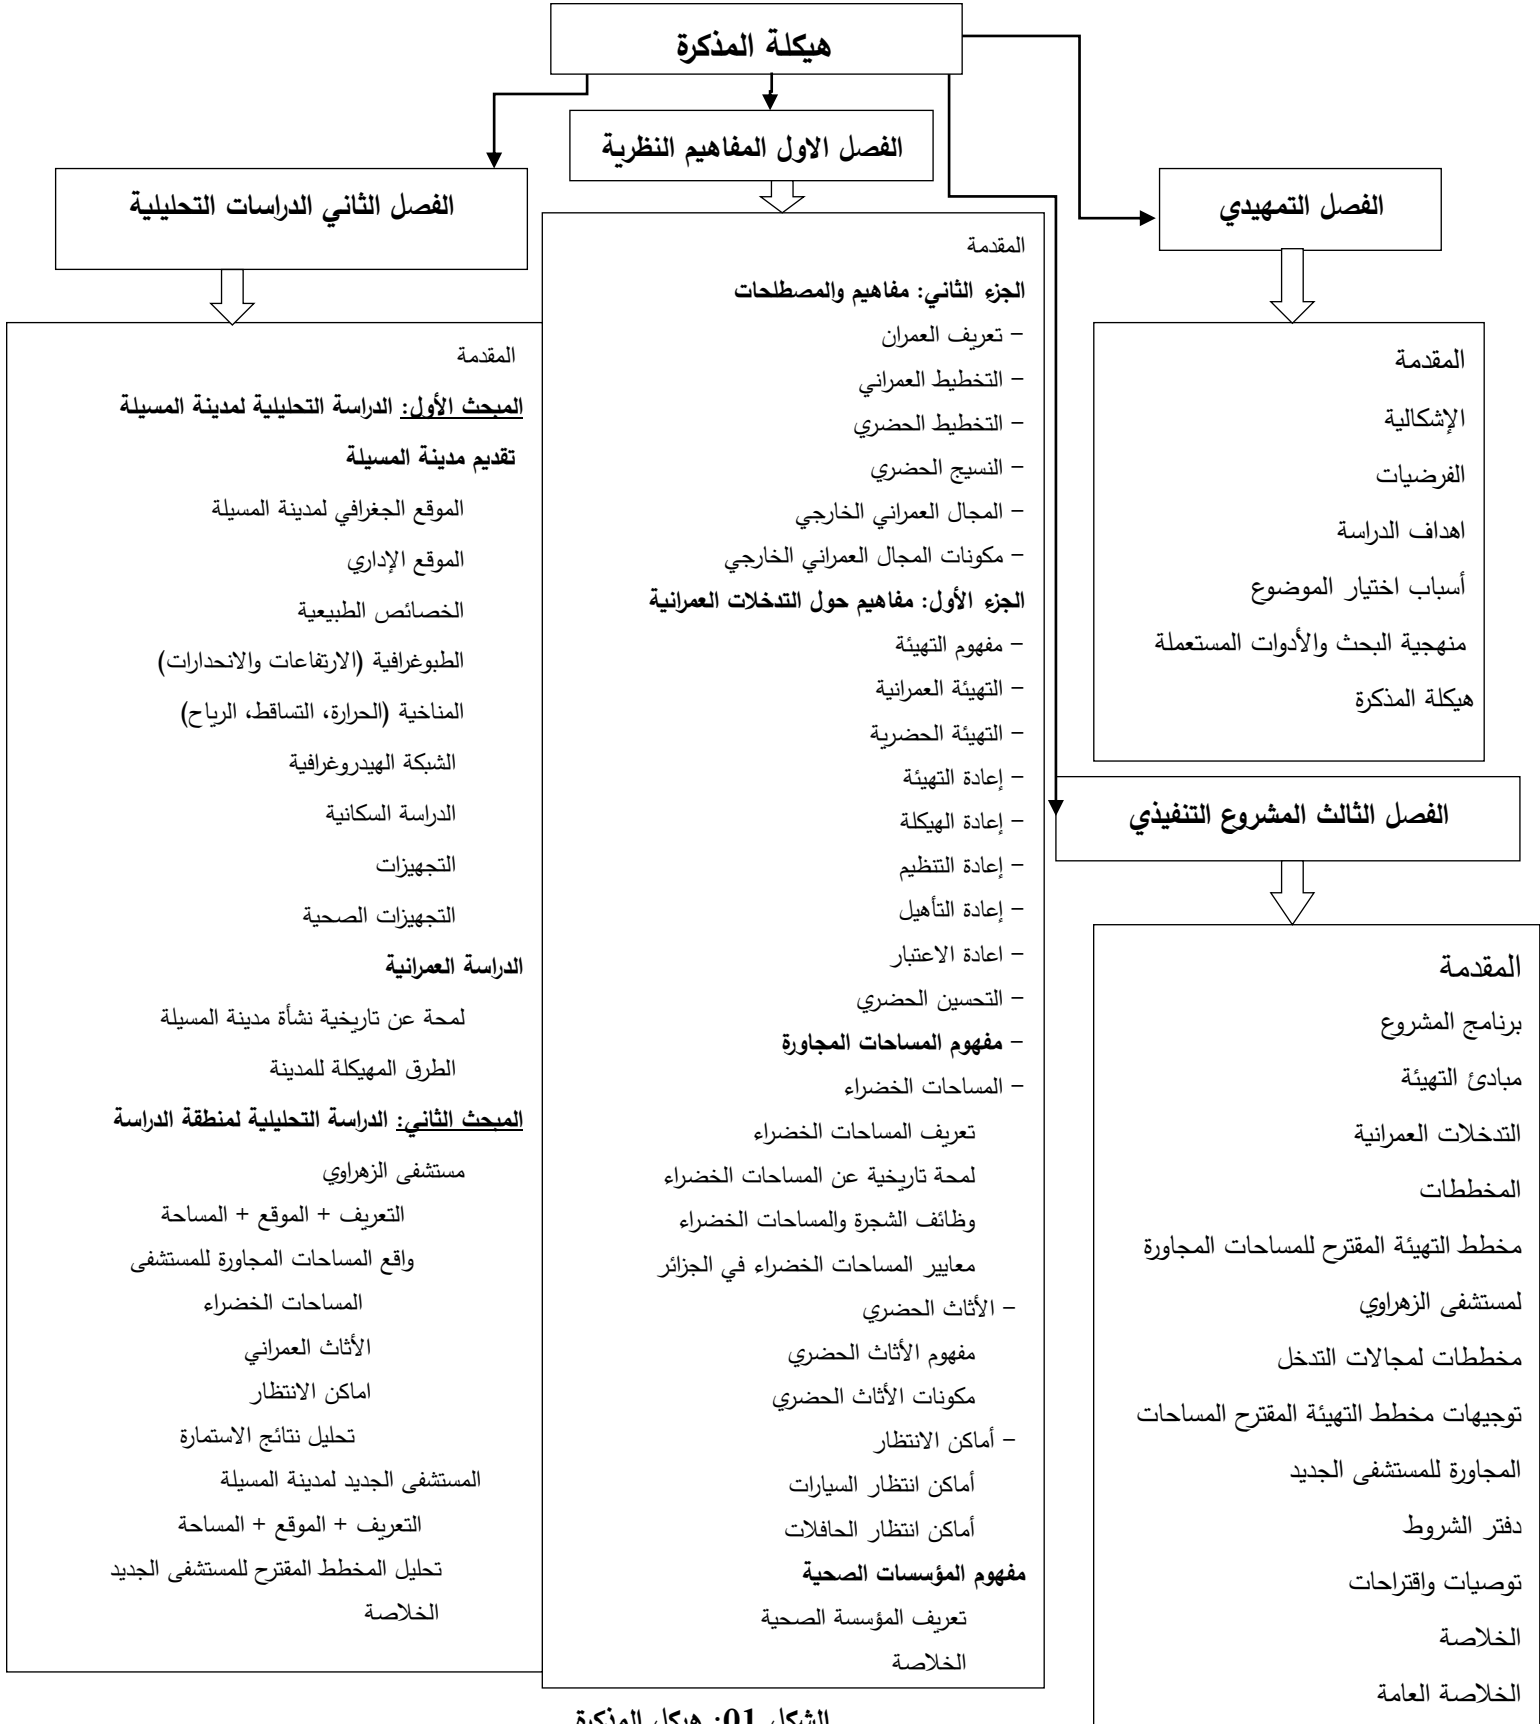 هيكلة المذكرة
الفصل التمهيدي
المقدمة
الإشكالية
الفرضيات
اهداف الدراسة
أسباب اختيار الموضوع
منهجية البحث والأدوات المستعملة
هيكلة المذكرة
الفصل الاول المفاهيم النظرية
المقدمة
الجزء الثاني: مفاهيم والمصطلحات
- تعريف العمران
- التخطيط العمراني
- التخطيط الحضري
- النسيج الحضري
- المجال العمراني الخارجي
- مكونات المجال العمراني الخارجي
الجزء الأول: مفاهيم حول التدخلات العمرانية
- مفهوم التهيئة
- التهيئة العمرانية
- التهيئة الحضرية
- إعادة التهيئة
- إعادة الهيكلة
- إعادة التنظيم
- إعادة التأهيل
- اعادة الاعتبار
- التحسين الحضري
- مفهوم المساحات المجاورة
- المساحات الخضراء
تعريف المساحات الخضراء
لمحة تاريخية عن المساحات الخضراء
وظائف الشجرة والمساحات الخضراء
معايير المساحات الخضراء في الجزائر
- الأثاث الحضري
مفهوم الأثاث الحضري
مكونات الأثاث الحضري
- أماكن الانتظار
أماكن انتظار السيارات
أماكن انتظار الحافلات
مفهوم المؤسسات الصحية
تعريف المؤسسة الصحية
الخلاصة
الفصل الثاني الدراسات التحليلية
المقدمة
المبحث الأول: الدراسة التحليلية لمدينة المسيلة
تقديم مدينة المسيلة
الموقع الجغرافي لمدينة المسيلة
الموقع الإداري
الخصائص الطبيعية
الطبوغرافية (الارتفاعات والانحدارات)
المناخية (الحرارة، التساقط، الرياح)
الشبكة الهيدروغرافية
الدراسة السكانية
التجهيزات
التجهيزات الصحية
الدراسة العمرانية
لمحة عن تاريخية نشأة مدينة المسيلة
الطرق المهيكلة للمدينة
المبحث الثاني: الدراسة التحليلية لمنطقة الدراسة
مستشفى الزهراوي
التعريف + الموقع + المساحة
واقع المساحات المجاورة للمستشفى
المساحات الخضراء
الأثاث العمراني
اماكن الانتظار
تحليل نتائج الاستمارة
المستشفى الجديد لمدينة المسيلة
التعريف + الموقع + المساحة
تحليل المخطط المقترح للمستشفى الجديد
الخلاصة
الفصل الثالث المشروع التنفيذي
المقدمة
برنامج المشروع
مبادئ التهيئة
التدخلات العمرانية
المخططات
مخطط التهيئة المقترح للمساحات المجاورة
لمستشفى الزهراوي
مخططات لمجالات التدخل
توجيهات مخطط التهيئة المقترح المساحات
المجاورة للمستشفى الجديد
دفتر الشروط
توصيات واقتراحات
الخلاصة
الخلاصة العامة
الشكل 01: هيكل المذكرة